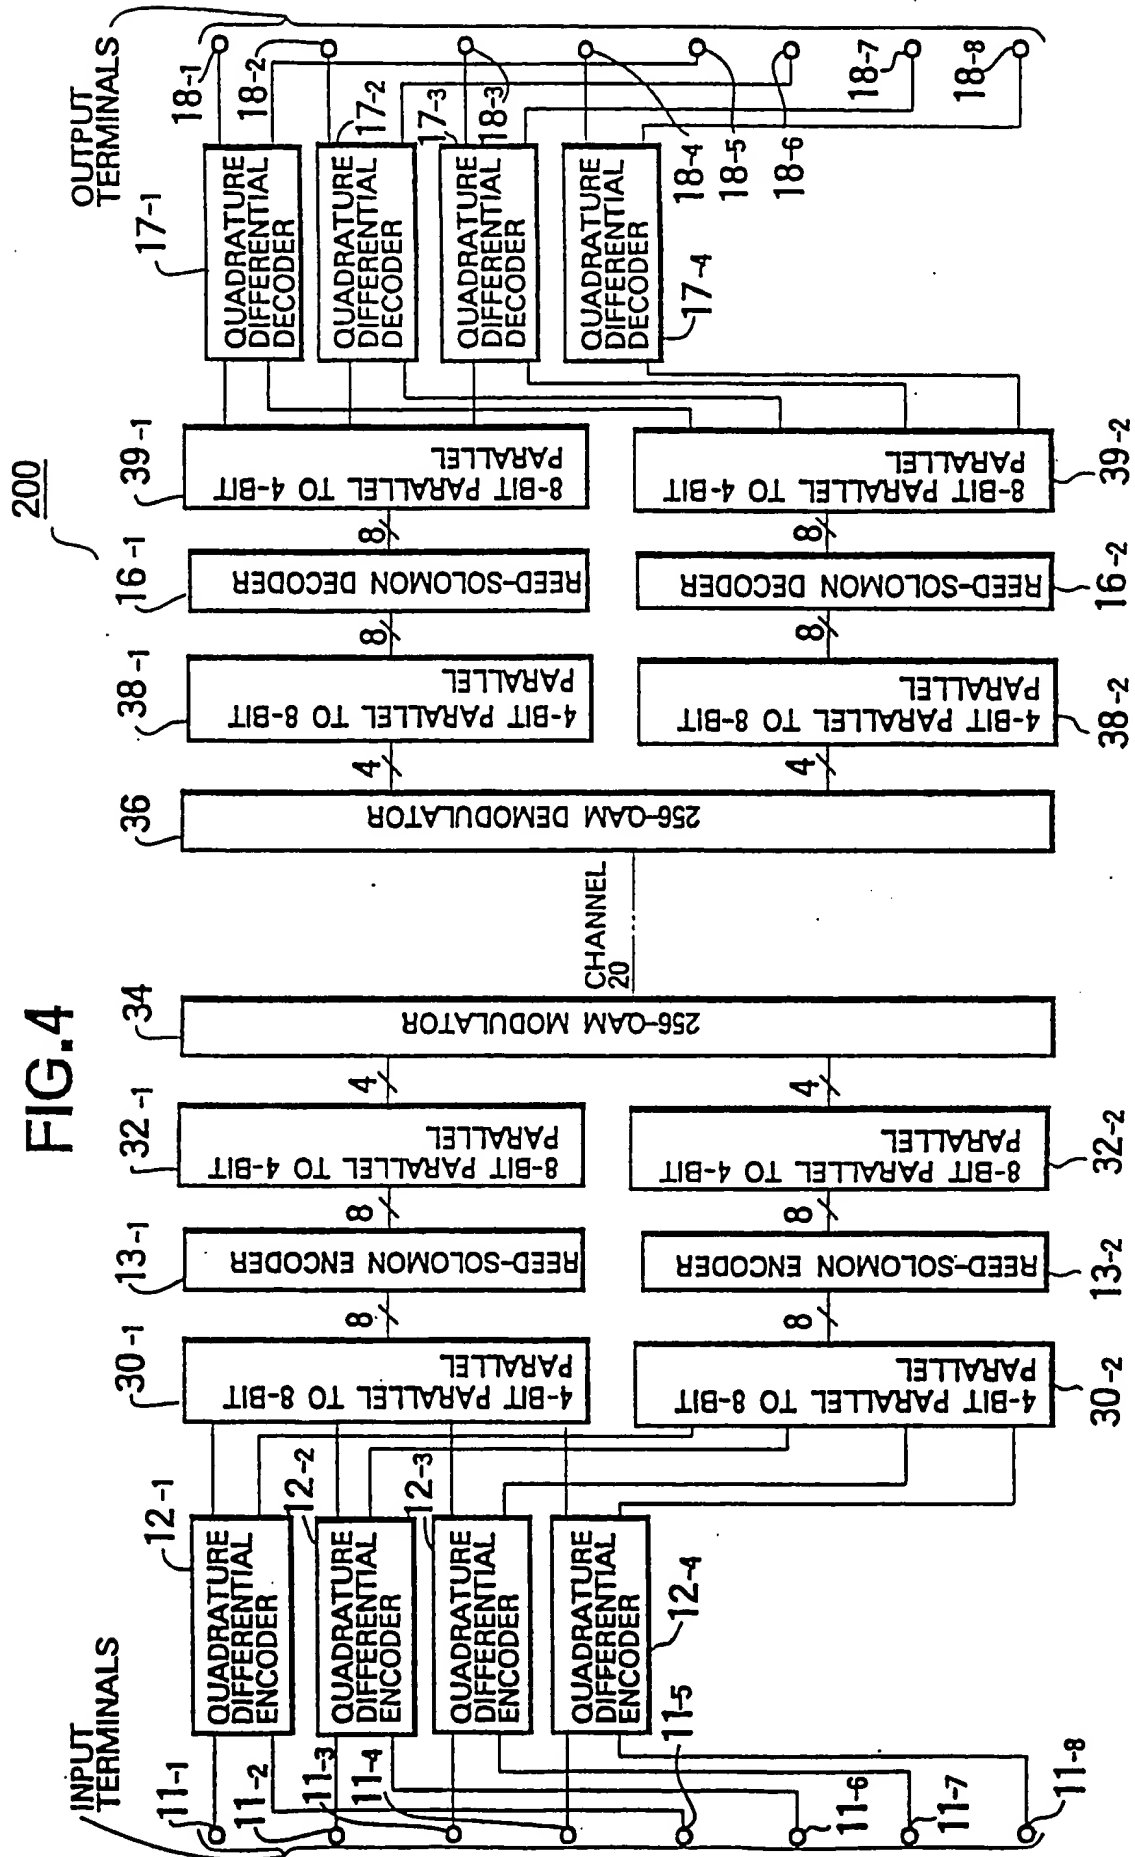 FIG.4
200
INPUT
TERMINALS
11-1
11-2
11-3
11-4
11-5
11-6
11-7
11-8
12-1
QUADRATURE
DIFFERENTIAL
ENCODER
12-2
QUADRATURE
DIFFERENTIAL
ENCODER
12-3
QUADRATURE
DIFFERENTIAL
ENCODER
12-4
QUADRATURE
DIFFERENTIAL
ENCODER
30-1
4-BIT PARALLEL TO 8-BIT
PARALLEL
30-2
4-BIT PARALLEL TO 8-BIT
PARALLEL
8
8
13-1
REED-SOLOMON ENCODER
13-2
REED-SOLOMON ENCODER
8
8
32-1
8-BIT PARALLEL TO 4-BIT
PARALLEL
32-2
8-BIT PARALLEL TO 4-BIT
PARALLEL
4
4
34
256-QAM MODULATOR
CHANNEL
20
36
256-QAM DEMODULATOR
4
4
38-1
4-BIT PARALLEL TO 8-BIT
PARALLEL
38-2
4-BIT PARALLEL TO 8-BIT
PARALLEL
8
8
16-1
REED-SOLOMON DECODER
16-2
REED-SOLOMON DECODER
8
8
39-1
8-BIT PARALLEL TO 4-BIT
PARALLEL
39-2
8-BIT PARALLEL TO 4-BIT
PARALLEL
17-1
QUADRATURE
DIFFERENTIAL
DECODER
17-2
QUADRATURE
DIFFERENTIAL
DECODER
17-3
QUADRATURE
DIFFERENTIAL
DECODER
17-4
QUADRATURE
DIFFERENTIAL
DECODER
OUTPUT
TERMINALS
18-1
18-2
18-3
18-4
18-5
18-6
18-7
18-8